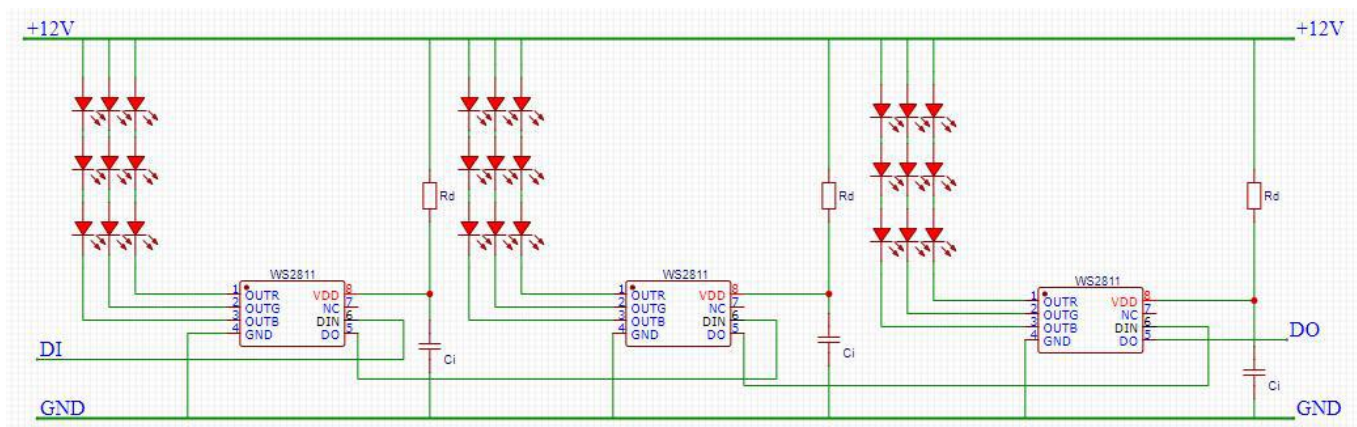 +12V +12V
Rd Rd Rd
WS2811 WS2811 WS2811
1 OUTR VDD 8
2 OUTG NC 7
3 OUTB DIN 6
4 GND DO 5
1 OUTR VDD 8
2 OUTG NC 7
3 OUTB DIN 6
4 GND DO 5
1 OUTR VDD 8
2 OUTG NC 7
3 OUTB DIN 6
4 GND DO 5
DI DO
Ci Ci Ci
GND GND